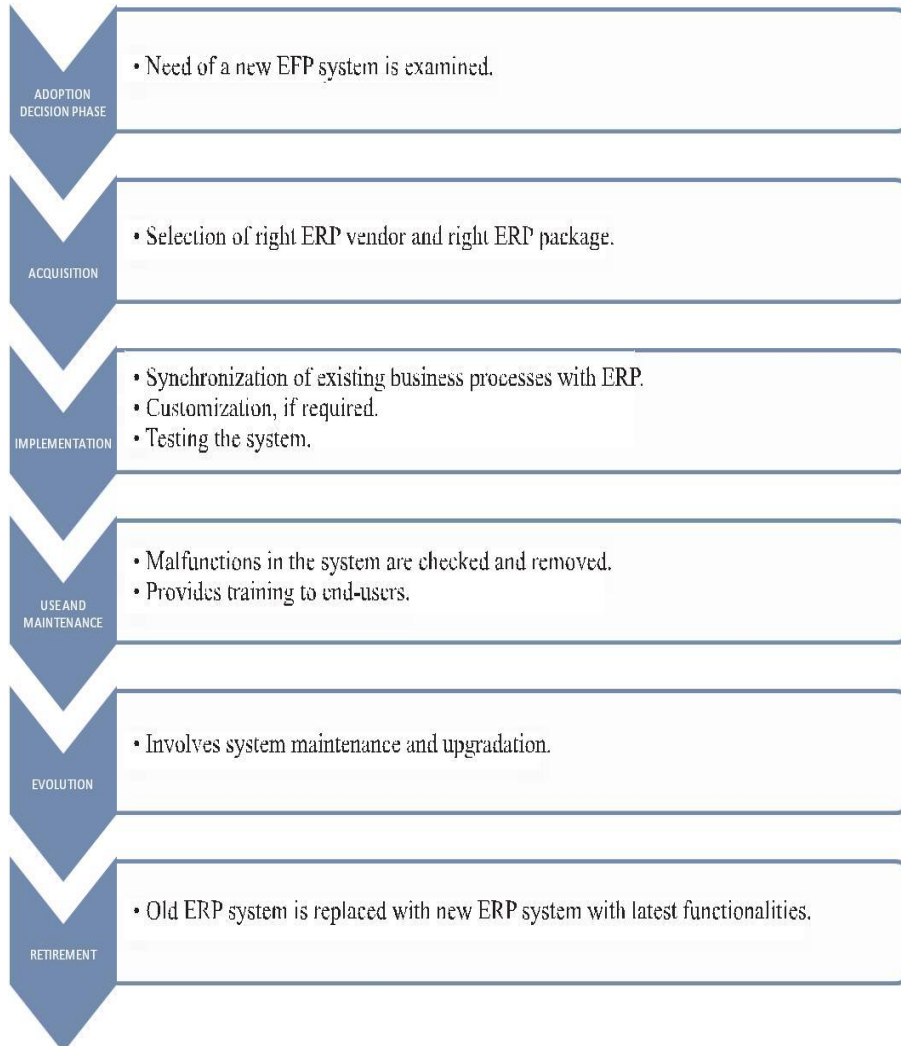 ADOPTION
DECISION PHASE
• Need of a new EFP system is examined.
ACQUISITION
• Selection of right ERP vendor and right ERP package.
IMPLEMENTATION
• Synchronization of existing business processes with ERP.
• Customization, if required.
• Testing the system.
USE AND
MAINTENANCE
• Malfunctions in the system are checked and removed.
• Provides training to end-users.
EVOLUTION
• Involves system maintenance and upgradation.
RETIREMENT
• Old ERP system is replaced with new ERP system with latest functionalities.